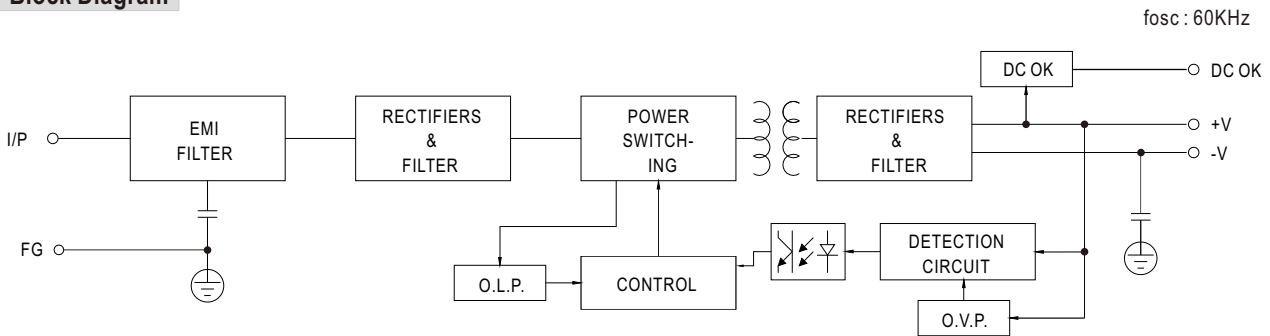 Block Diagram
fosc : 60KHz
DC OK
DC OK
I/P
EMI
FILTER
RECTIFIERS
&
FILTER
POWER
SWITCH-
ING
RECTIFIERS
&
FILTER
+V
-V
FG
O.L.P.
CONTROL
DETECTION
CIRCUIT
O.V.P.